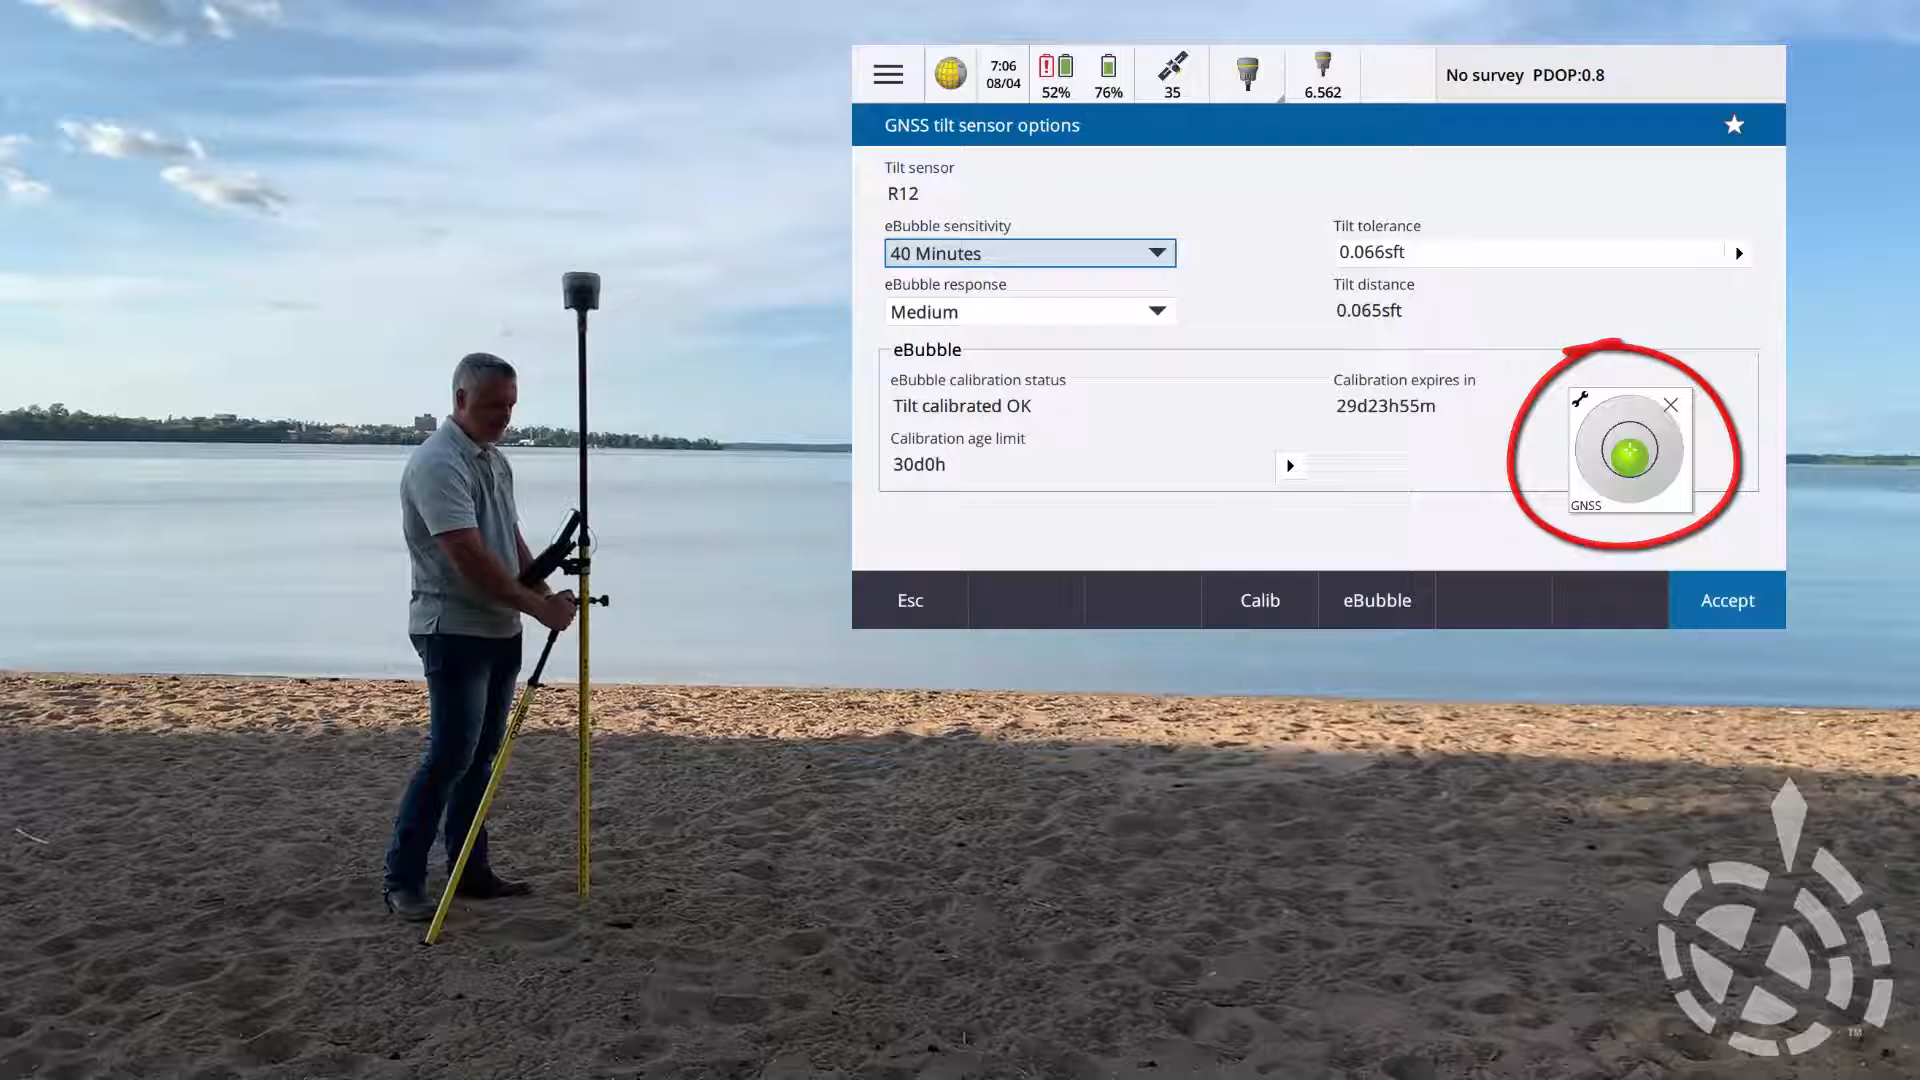 7:06
08/04
52%
76%
35
6.562
No survey PDOP:0.8
GNSS tilt sensor options
Tilt sensor
R12
eBubble sensitivity
40 Minutes
Tilt tolerance
0.066sft
eBubble response
Medium
Tilt distance
0.065sft
eBubble
eBubble calibration status
Tilt calibrated OK
Calibration expires in
29d23h55m
Calibration age limit
30d0h
GNSS
Esc
Calib
eBubble
Accept
TM